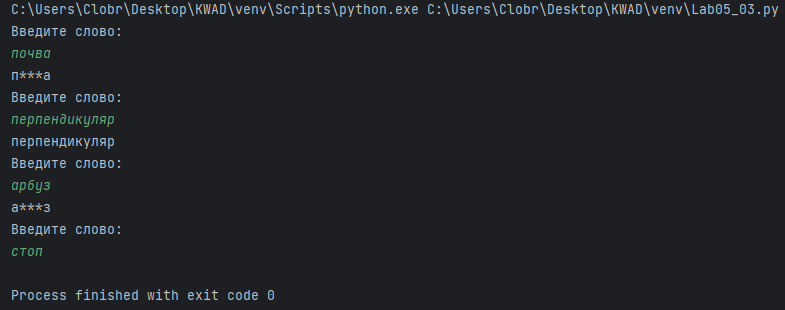 C:\Users\Clobr\Desktop\KWAD\venv\Scripts\python.exe C:\Users\Clobr\Desktop\KWAD\venv\Lab05_03.py
Введите слово:
почва
п***а
Введите слово:
перпендикуляр
перпендикуляр
Введите слово:
арбуз
а***з
Введите слово:
стоп
Process finished with exit code 0